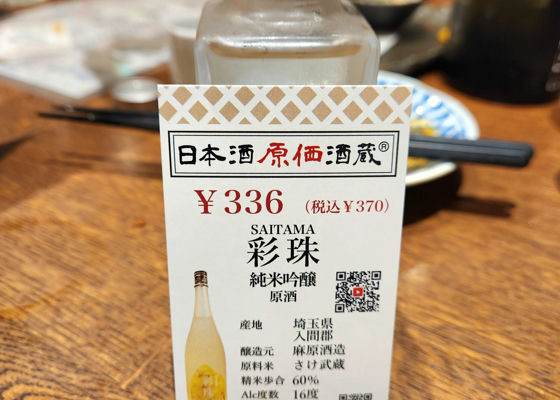 日本酒原価酒蔵®
￥336 (税込￥370)
SAITAMA
彩珠
純米吟醸
原酒
産地 埼玉県
入間郡
醸造元 麻原酒造
原料米 さけ武蔵
精米歩合 60%
Alc度数 16度